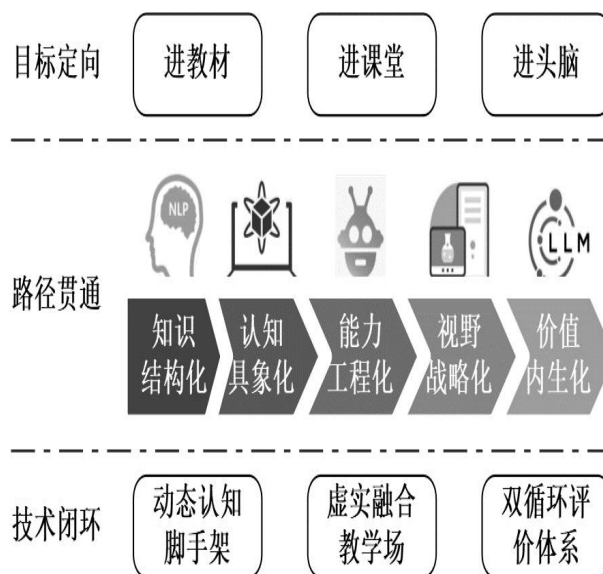 目标定向
进教材
进课堂
进头脑
NLP
LLM
路径贯通
知识
结构化
认知
具象化
能力
工程化
视野
战略化
价值
内生化
技术闭环
动态认知
脚手架
虚实融合
教学场
双循环评
价体系